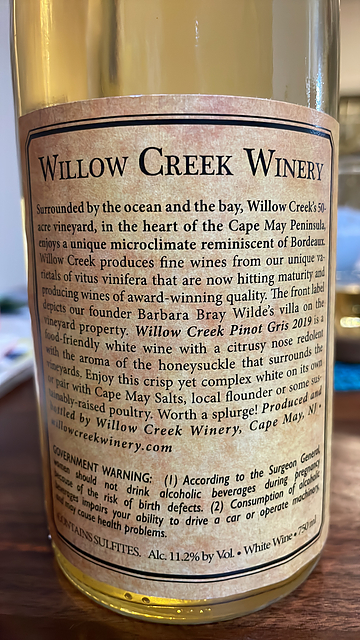 WILLOW CREEK WINERY
Surrounded by the ocean and the bay, Willow Creek's 50-
acre vineyard, in the heart of the Cape May Peninsula,
enjoys a unique microclimate reminiscent of Bordeaux.
Willow Creek produces fine wines from our unique va-
rietals of vitus vinifera that are now hitting maturity and
producing wines of award-winning quality. The front label
depicts our founder Barbara Bray Wilde's villa on the
vineyard property. Willow Creek Pinot Gris 2019 is a
food-friendly white wine with a citrusy nose redolent
with the aroma of the honeysuckle that surrounds the
vineyards. Enjoy this crisp yet complex white on its own
or pair with Cape May Salts, local flounder or some sus-
tainably-raised poultry. Worth a splurge! Produced and
bottled by Willow Creek Winery, Cape May, NJ •
willowcreekwinery.com
GOVERNMENT WARNING: (1) According to the Surgeon General,
women should not drink alcoholic beverages during pregnancy
because of the risk of birth defects. (2) Consumption of alcoholic
beverages impairs your ability to drive a car or operate machinery,
and may cause health problems.
CONTAINS SULFITES. Alc. 11.2% by Vol. • White Wine • 750 ml